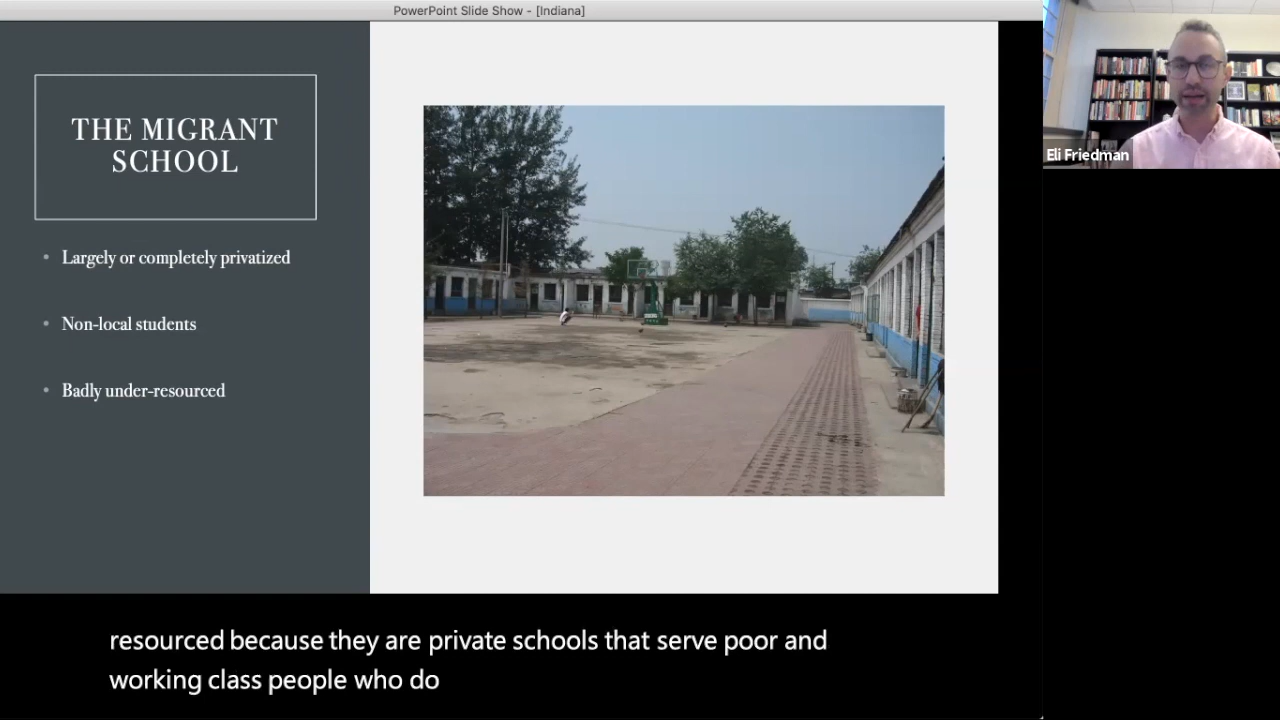 PowerPoint Slide Show - [Indiana]
THE MIGRANT
SCHOOL
• Largely or completely privatized
• Non-local students
• Badly under-resourced
Eli Friedman
resourced because they are private schools that serve poor and
working class people who do